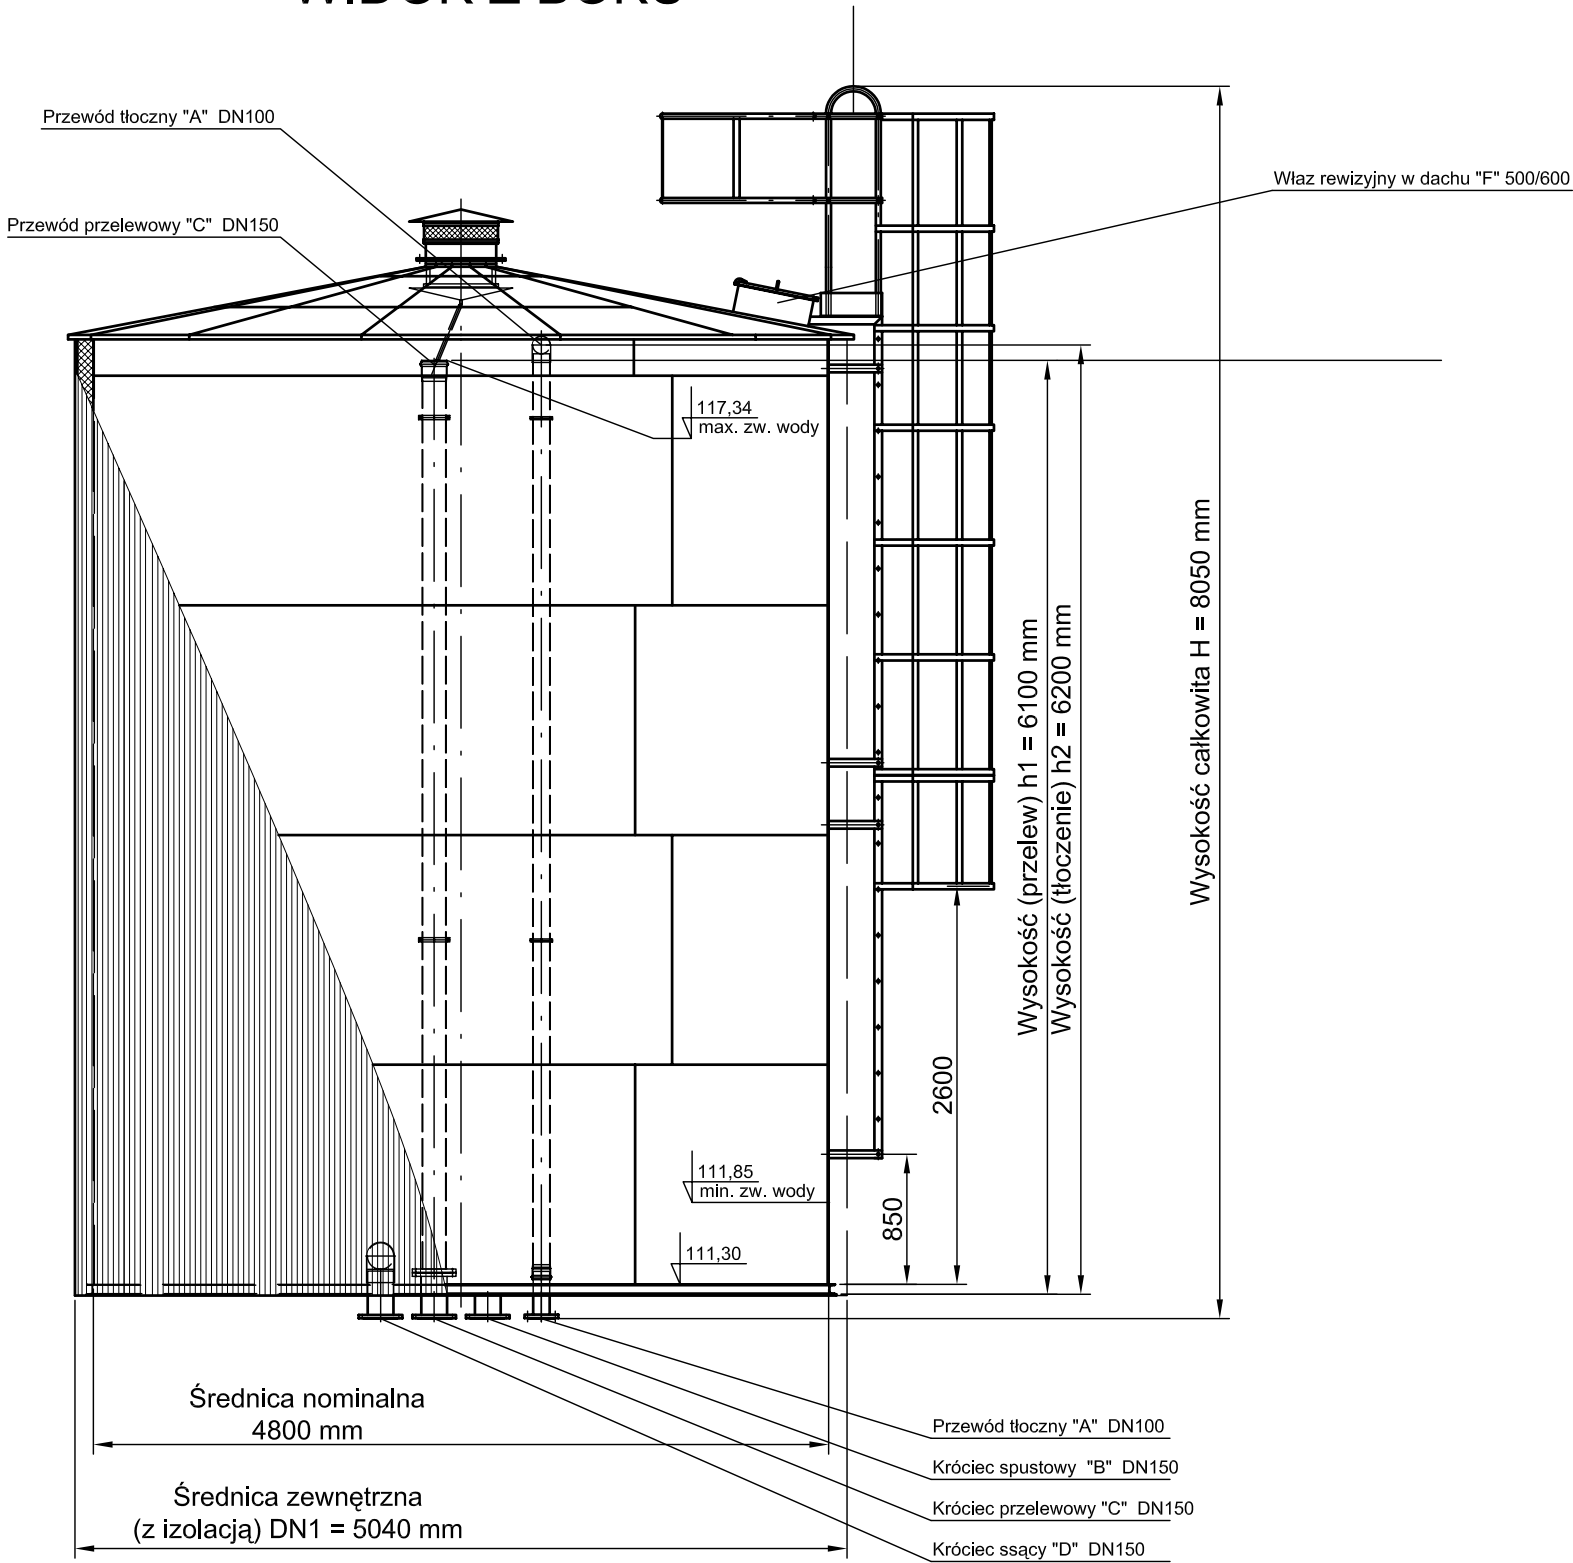 WIDOK Z BOKU
Przewód tłoczny "A" DN100
Właz rewizyjny w dachu "F" 500/600
Przewód przelewowy "C" DN150
117,34
max. zw. wody
Wysokość (przelew) h1 = 6100 mm
Wysokość (tłoczenie) h2 = 6200 mm
Wysokość całkowita H = 8050 mm
2600
850
111,85
min. zw. wody
111,30
Średnica nominalna
4800 mm
Średnica zewnętrzna
(z izolacją) DN1 = 5040 mm
Przewód tłoczny "A" DN100
Króciec spustowy "B" DN150
Króciec przelewowy "C" DN150
Króciec ssący "D" DN150